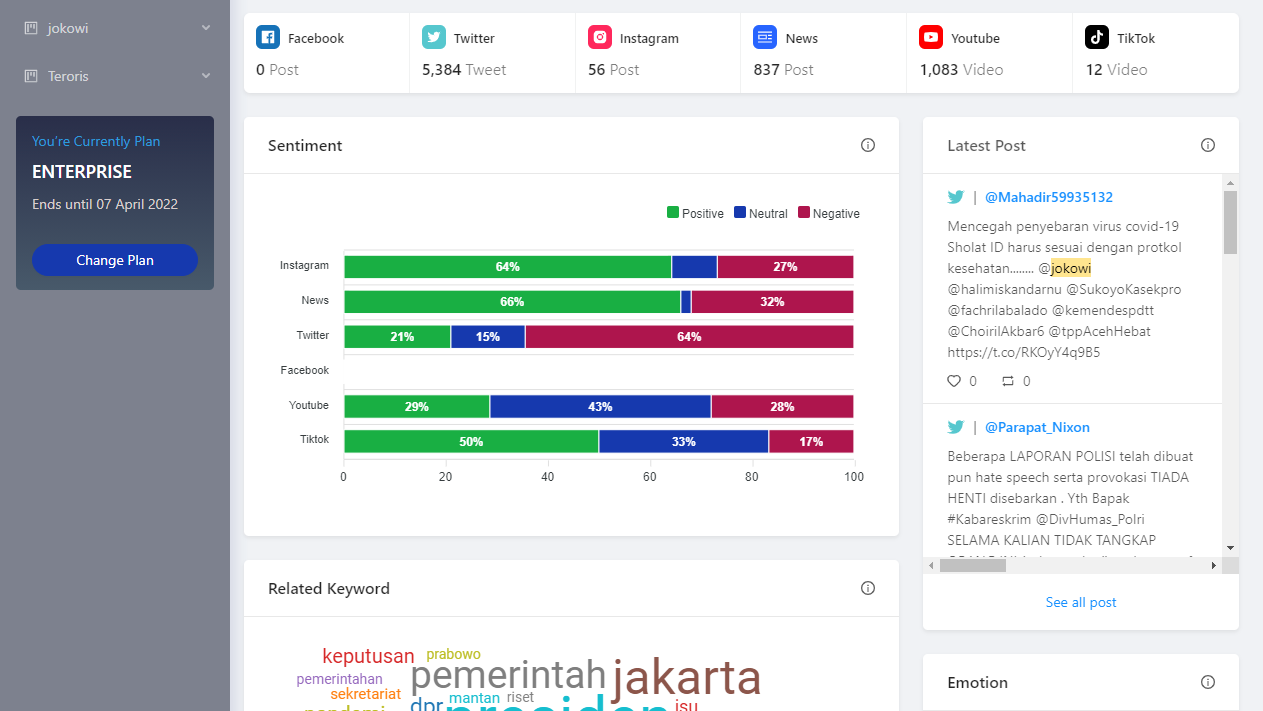 jokowi
Teroris
You're Currently Plan
ENTERPRISE
Ends until 07 April 2022
Change Plan
Facebook
0 Post
Twitter
5,384 Tweet
Instagram
56 Post
News
837 Post
Youtube
1,083 Video
TikTok
12 Video
Sentiment
Positive Neutral Negative
Instagram 64% 27%
News 66% 32%
Twitter 21% 15% 64%
Facebook
Youtube 29% 43% 28%
Tiktok 50% 33% 17%
0 20 40 60 80 100
Related Keyword
keputusan
prabowo
pemerintah
jakarta
pemerintahan
sekretariat
mantan
riset
dpr
presiden
isu
pandemi
Latest Post
| @Mahadir59935132
Mencegah penyebaran virus covid-19
Sholat ID harus sesuai dengan protkol
kesehatan........ @jokowi
@halimiskandarnu @SukoyoKasekpro
@fachrilabalado @kemendespdtt
@ChoirilAkbar6 @tppAcehHebat
https://t.co/RKOyY4q9B5
0 0
| @Parapat_Nixon
Beberapa LAPORAN POLISI telah dibuat
pun hate speech serta provokasi TIADA
HENTI disebarkan . Yth Bapak
#Kabareskrim @DivHumas_Polri
SELAMA KALIAN TIDAK TANGKAP
See all post
Emotion